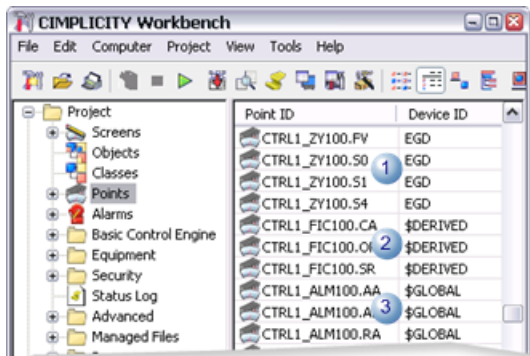 CIMPLICITY Workbench
File Edit Computer Project View Tools Help
Project
Screens
Objects
Classes
Points
Alarms
Basic Control Engine
Equipment
Security
Status Log
Advanced
Managed Files
Point ID Device ID
CTRL1_ZY100.FV EGD
CTRL1_ZY100.S0 EGD
1
CTRL1_ZY100.S1 EGD
CTRL1_ZY100.S4 EGD
CTRL1_FIC100.CA $DERIVED
2
$DERIVED
CTRL1_FIC100.SR $DERIVED
CTRL1_ALM100.AA $GLOBAL
3
$GLOBAL
CTRL1_ALM100.RA $GLOBAL